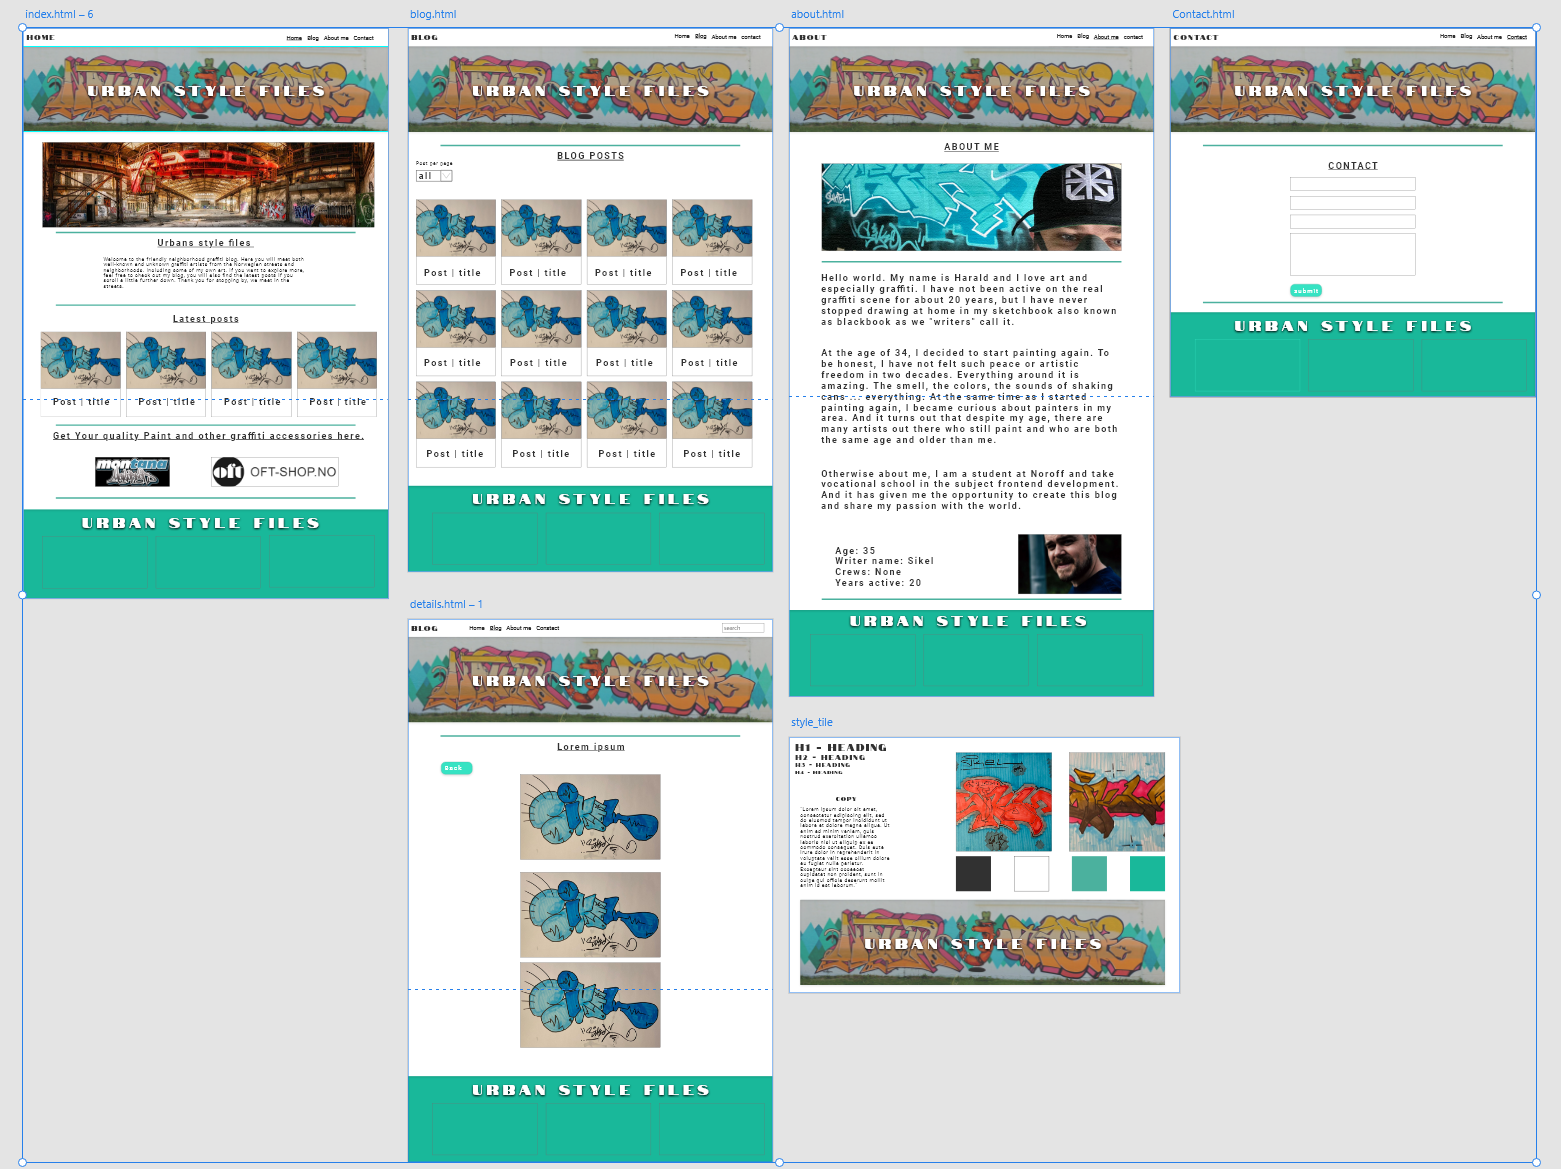 index.html – 6
HOME
Home Blog About me Contact
URBAN STYLE FILES
Urbans style files
Welcome to the friendly neighborhood graffiti blog. Here you will meet both
well-known and unknown graffiti artists from the Norwegian streets and
neighborhoods. Including some of my own art. If you want to explore more,
feel free to check out my blog, you will also find the latest posts if you
scroll a little further down. Thank you for stopping by, we meet in the
streets.
Latest posts
Post | title
Post | title
Post | title
Post | title
Get Your quality Paint and other graffiti accessories here.
montana
oft OFT-SHOP.NO
URBAN STYLE FILES
blog.html
BLOG
Home Blog About me contact
URBAN STYLE FILES
BLOG POSTS
Post per page
all
Post | title
Post | title
Post | title
Post | title
Post | title
Post | title
Post | title
Post | title
Post | title
Post | title
Post | title
Post | title
URBAN STYLE FILES
details.html – 1
BLOG
Home Blog About me Constact
search
URBAN STYLE FILES
Lorem ipsum
Back
URBAN STYLE FILES
about.html
ABOUT
Home Blog About me contact
URBAN STYLE FILES
ABOUT ME
SIKEL
Hello world. My name is Harald and I love art and
especially graffiti. I have not been active on the real
graffiti scene for about 20 years, but I have never
stopped drawing at home in my sketchbook also known
as blackbook as we "writers" call it.
At the age of 34, I decided to start painting again. To
be honest, I have not felt such peace or artistic
freedom in two decades. Everything around it is
amazing. The smell, the colors, the sounds of shaking
cans ... everything. At the same time as I started
painting again, I became curious about painters in my
area. And it turns out that despite my age, there are
many artists out there who still paint and who are both
the same age and older than me.
Otherwise about me, I am a student at Noroff and take
vocational school in the subject frontend development.
And it has given me the opportunity to create this blog
and share my passion with the world.
Age: 35
Writer name: Sikel
Crews: None
Years active: 20
URBAN STYLE FILES
Contact.html
CONTACT
Home Blog About me Contact
URBAN STYLE FILES
CONTACT
submit
URBAN STYLE FILES
style_tile
H1 - HEADING
H2 - HEADING
H3 - HEADING
H4 - HEADING
COPY
"Lorem ipsum dolor sit amet,
consectetur adipiscing elit, sed
do eiusmod tempor incididunt ut
labore et dolore magna aliqua. Ut
enim ad minim veniam, quis
nostrud exercitation ullamco
laboris nisi ut aliquip ex ea
commodo consequat. Duis aute
irure dolor in reprehenderit in
voluptate velit esse cillum dolore
eu fugiat nulla pariatur.
Excepteur sint occaecat
cupidatat non proident, sunt in
culpa qui officia deserunt mollit
anim id est laborum."
URBAN STYLE FILES